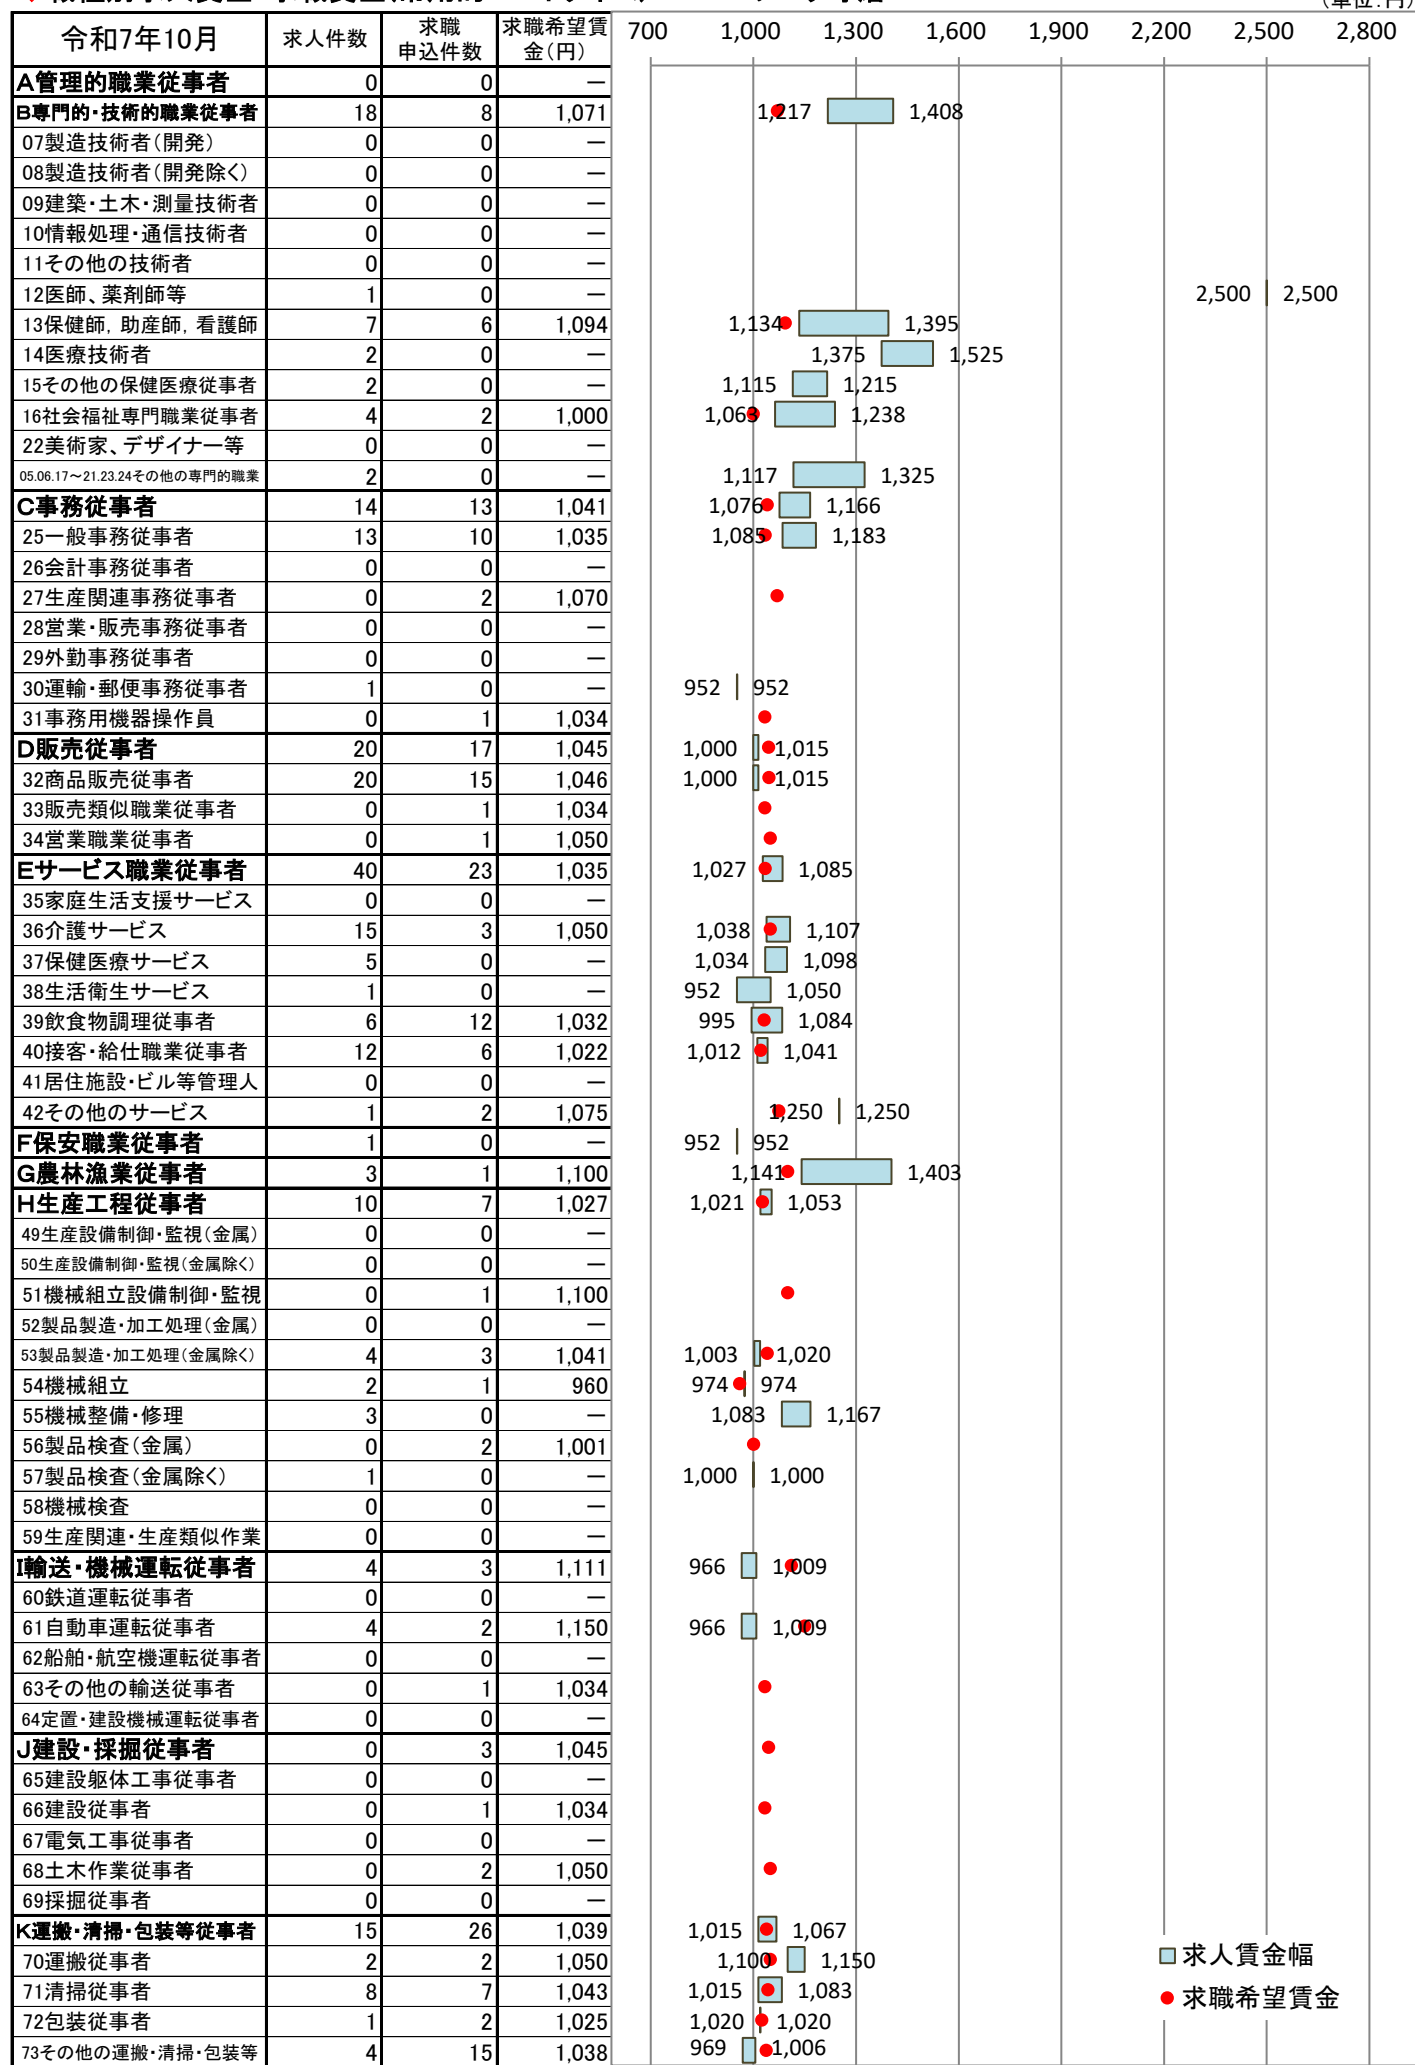 (単位:円)
令和7年10月 求人件数 求職申込件数 求職希望賃金(円) 700 1,000 1,300 1,600 1,900 2,200 2,500 2,800
A管理的職業従事者 0 0 ―
B専門的・技術的職業従事者 18 8 1,071 1,217 1,408
07製造技術者(開発) 0 0 ―
08製造技術者(開発除く) 0 0 ―
09建築・土木・測量技術者 0 0 ―
10情報処理・通信技術者 0 0 ―
11その他の技術者 0 0 ―
12医師、薬剤師等 1 0 ― 2,500 2,500
13保健師, 助産師, 看護師 7 6 1,094 1,134 1,395
14医療技術者 2 0 ― 1,375 1,525
15その他の保健医療従事者 2 0 ― 1,115 1,215
16社会福祉専門職業従事者 4 2 1,000 1,063 1,238
22美術家、デザイナー等 0 0 ―
05.06.17～21.23.24その他の専門的職業 2 0 ― 1,117 1,325
C事務従事者 14 13 1,041 1,076 1,166
25一般事務従事者 13 10 1,035 1,085 1,183
26会計事務従事者 0 0 ―
27生産関連事務従事者 0 2 1,070
28営業・販売事務従事者 0 0 ―
29外勤事務従事者 0 0 ―
30運輸・郵便事務従事者 1 0 ― 952 952
31事務用機器操作員 0 1 1,034
D販売従事者 20 17 1,045 1,000 1,015
32商品販売従事者 20 15 1,046 1,000 1,015
33販売類似職業従事者 0 1 1,034
34営業職業従事者 0 1 1,050
Eサービス職業従事者 40 23 1,035 1,027 1,085
35家庭生活支援サービス 0 0 ―
36介護サービス 15 3 1,050 1,038 1,107
37保健医療サービス 5 0 ― 1,034 1,098
38生活衛生サービス 1 0 ― 952 1,050
39飲食物調理従事者 6 12 1,032 995 1,084
40接客・給仕職業従事者 12 6 1,022 1,012 1,041
41居住施設・ビル等管理人 0 0 ―
42その他のサービス 1 2 1,075 1,250 1,250
F保安職業従事者 1 0 ― 952 952
G農林漁業従事者 3 1 1,100 1,141 1,403
H生産工程従事者 10 7 1,027 1,021 1,053
49生産設備制御・監視(金属) 0 0 ―
50生産設備制御・監視(金属除く) 0 0 ―
51機械組立設備制御・監視 0 1 1,100
52製品製造・加工処理(金属) 0 0 ―
53製品製造・加工処理(金属除く) 4 3 1,041 1,003 1,020
54機械組立 2 1 960 974 974
55機械整備・修理 3 0 ― 1,083 1,167
56製品検査(金属) 0 2 1,001
57製品検査(金属除く) 1 0 ― 1,000 1,000
58機械検査 0 0 ―
59生産関連・生産類似作業 0 0 ―
I輸送・機械運転従事者 4 3 1,111 966 1,009
60鉄道運転従事者 0 0 ―
61自動車運転従事者 4 2 1,150 966 1,009
62船舶・航空機運転従事者 0 0 ―
63その他の輸送従事者 0 1 1,034
64定置・建設機械運転従事者 0 0 ―
J建設・採掘従事者 0 3 1,045
65建設躯体工事従事者 0 0 ―
66建設従事者 0 1 1,034
67電気工事従事者 0 0 ―
68土木作業従事者 0 2 1,050
69採掘従事者 0 0 ―
K運搬・清掃・包装等従事者 15 26 1,039 1,015 1,067
70運搬従事者 2 2 1,050 1,100 1,150
71清掃従事者 8 7 1,043 1,015 1,083
72包装従事者 1 2 1,025 1,020 1,020
73その他の運搬・清掃・包装等 4 15 1,038 969 1,006
求人賃金幅
求職希望賃金